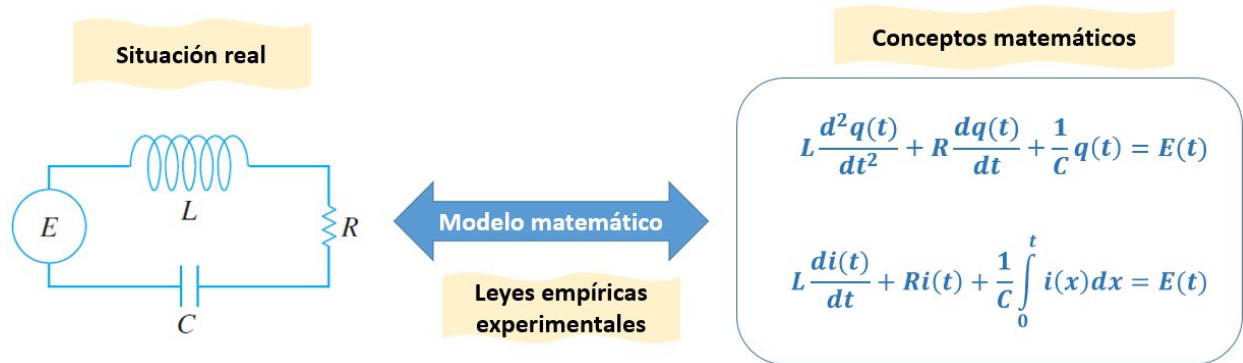 Situación real
Conceptos matemáticos
E
L
R
C
Modelo matemático
Leyes empíricas
experimentales
L d²q(t)/dt² + R dq(t)/dt + 1/C q(t) = E(t)
L di(t)/dt + Ri(t) + 1/C ∫₀ᵗ i(x)dx = E(t)